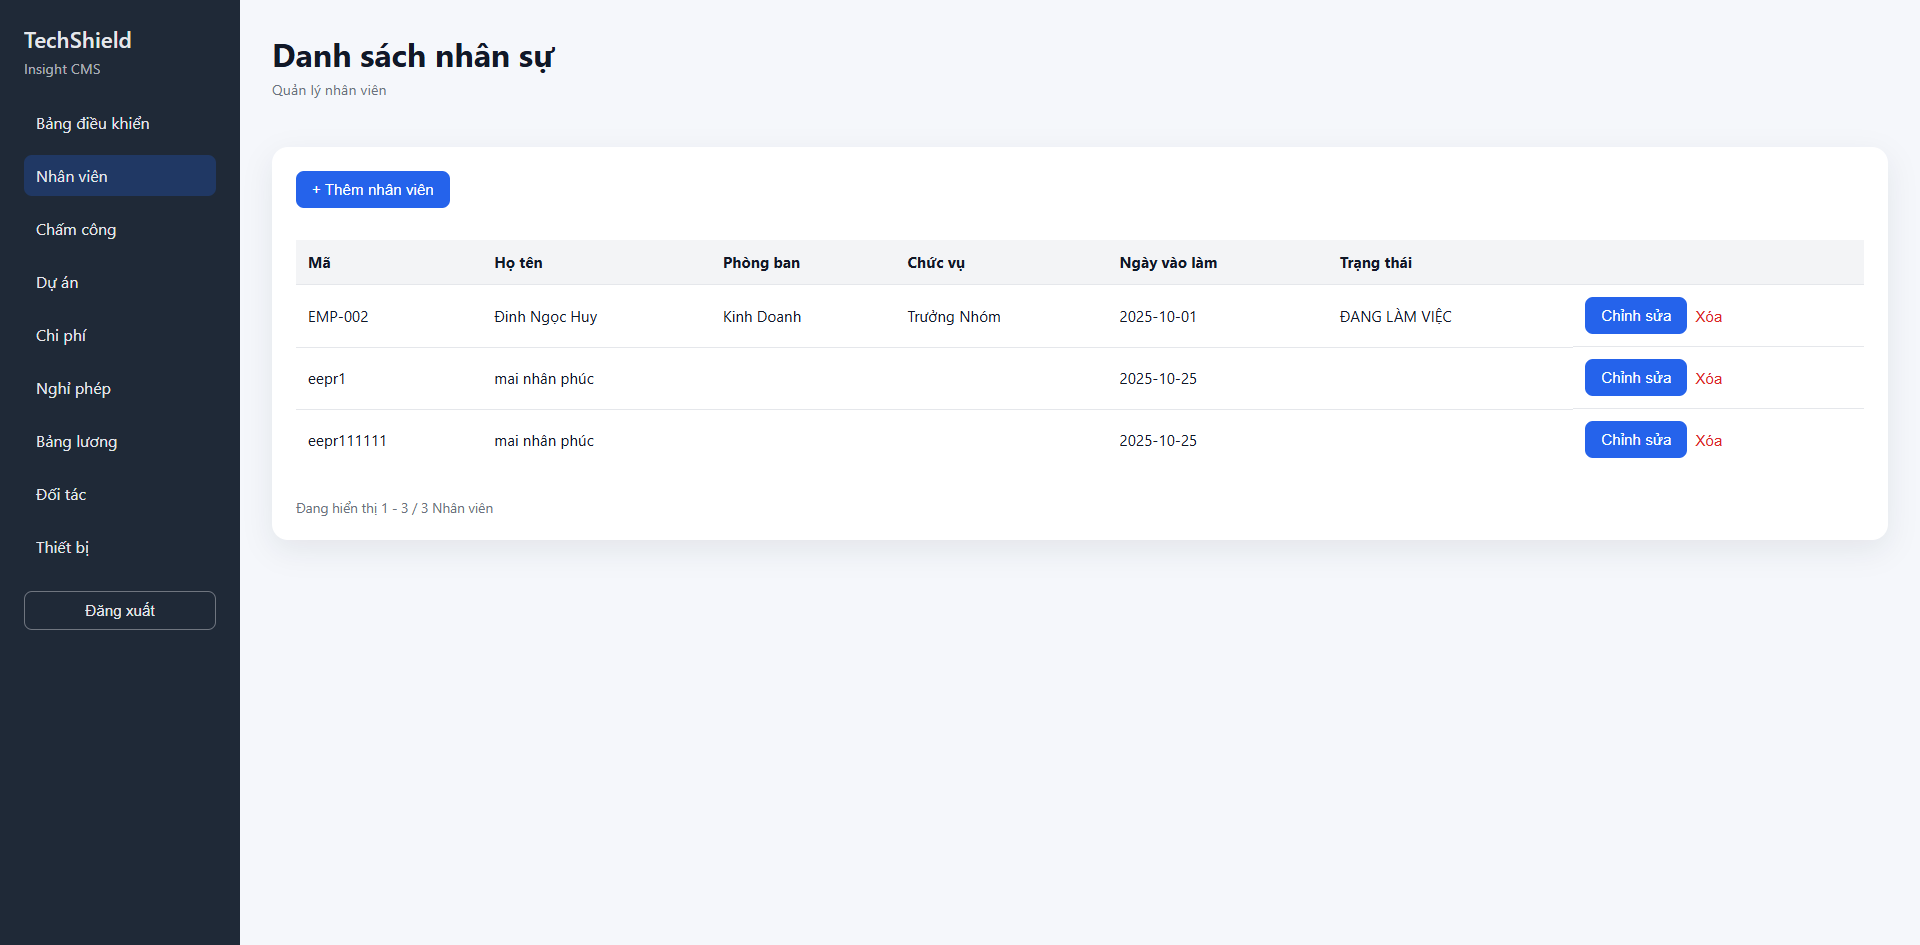 TechShield
Insight CMS
Bảng điều khiển
Nhân viên
Chấm công
Dự án
Chi phí
Nghỉ phép
Bảng lương
Đối tác
Thiết bị
Đăng xuất
Danh sách nhân sự
Quản lý nhân viên
+ Thêm nhân viên
Mã Họ tên Phòng ban Chức vụ Ngày vào làm Trạng thái
EMP-002 Đinh Ngọc Huy Kinh Doanh Trưởng Nhóm 2025-10-01 ĐANG LÀM VIỆC Chỉnh sửa Xóa
eepr1 mai nhân phúc 2025-10-25 Chỉnh sửa Xóa
eepr111111 mai nhân phúc 2025-10-25 Chỉnh sửa Xóa
Đang hiển thị 1 - 3 / 3 Nhân viên